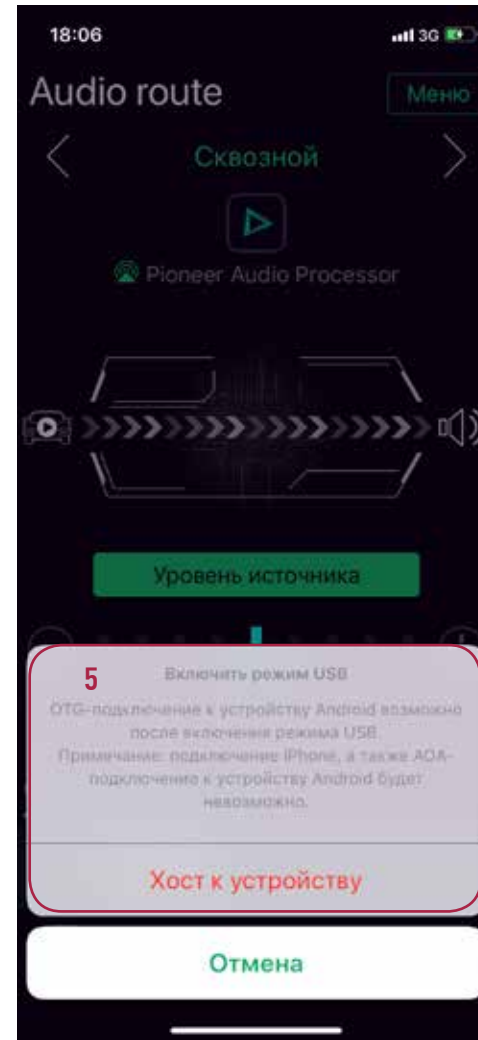 18:06
3G
Audio route
Меню
Сквозной
Pioneer Audio Processor
Уровень источника
5
Включить режим USB
OTG-подключение к устройству Android возможно
после включения режима USB.
Примечание: подключение iPhone, а также AOA-
подключение к устройству Android будет
невозможно.
Хост к устройству
Отмена